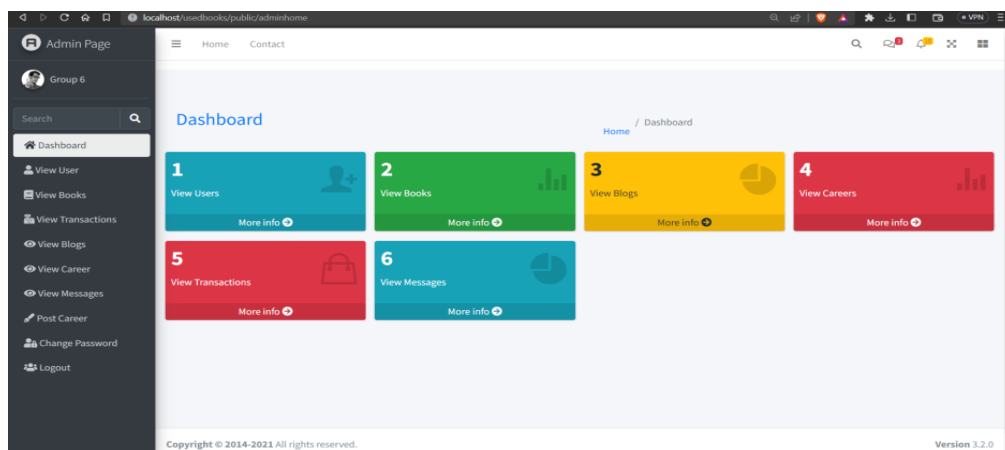 localhost/usedbooks/public/adminhome
VPN
Admin Page
Home Contact
Group 6
Search
Dashboard
View User
View Books
View Transactions
View Blogs
View Career
View Messages
Post Career
Change Password
Logout
Dashboard
Home / Dashboard
1
View Users
More info
2
View Books
More info
3
View Blogs
More info
4
View Careers
More info
5
View Transactions
More info
6
View Messages
More info
Copyright © 2014-2021 All rights reserved.
Version 3.2.0